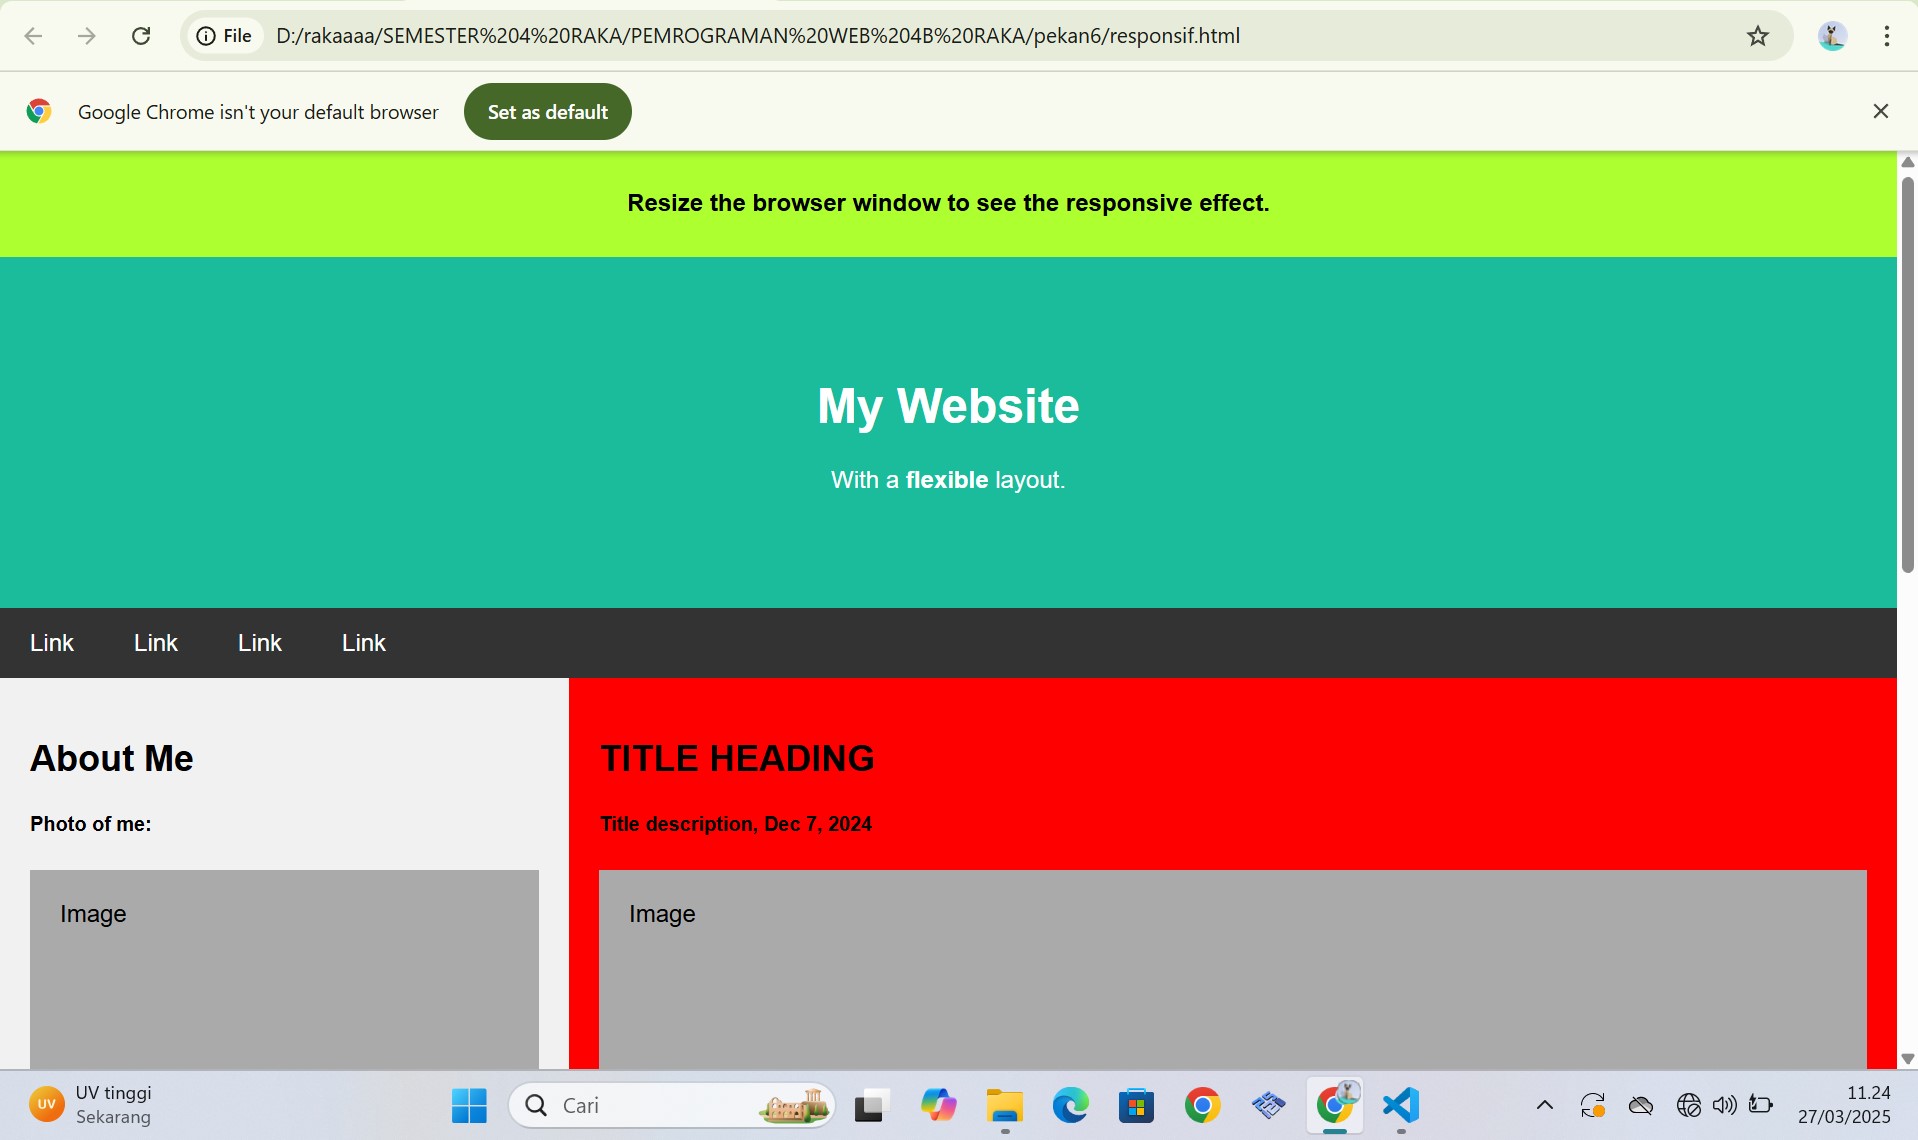 File
D:/rakaaaa/SEMESTER%204%20RAKA/PEMROGRAMAN%20WEB%204B%20RAKA/pekan6/responsif.html
Google Chrome isn't your default browser
Set as default
Resize the browser window to see the responsive effect.
My Website
With a flexible layout.
Link Link Link Link
About Me
Photo of me:
Image
TITLE HEADING
Title description, Dec 7, 2024
Image
UV
UV tinggi
Sekarang
Cari
11.24
27/03/2025